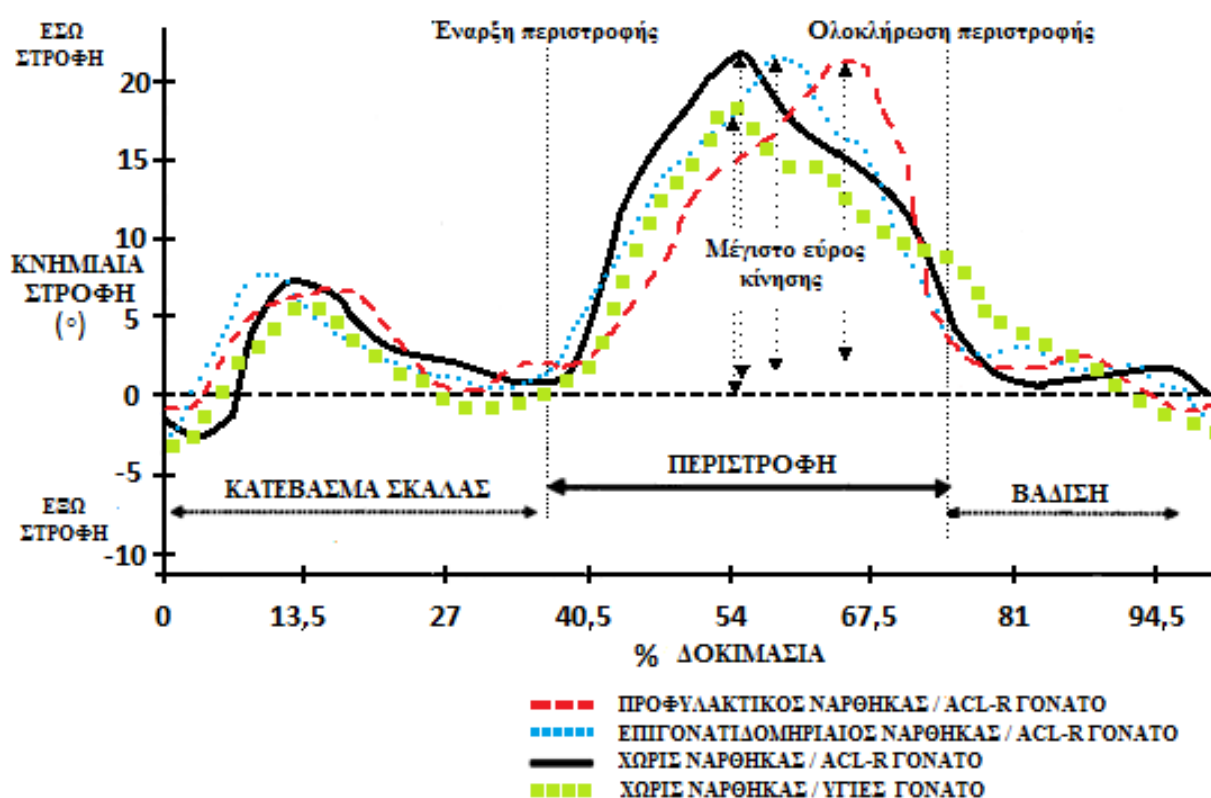 ΕΣΩ
ΣΤΡΟΦΗ
Έναρξη περιστροφής
Ολοκλήρωση περιστροφής
20
15
10
ΚΝΗΜΙΑΙΑ
ΣΤΡΟΦΗ
(○)
5
0
-5
-10
Μέγιστο εύρος
κίνησης
ΕΞΩ
ΣΤΡΟΦΗ
ΚΑΤΕΒΑΣΜΑ ΣΚΑΛΑΣ
ΠΕΡΙΣΤΡΟΦΗ
ΒΑΔΙΣΗ
0 13,5 27 40,5 54 67,5 81 94,5
% ΔΟΚΙΜΑΣΙΑ
ΠΡΟΦΥΛΑΚΤΙΚΟΣ ΝΑΡΘΗΚΑΣ / ACL-R ΓΟΝΑΤΟ
ΕΠΙΓΟΝΑΤΙΔΟΜΗΡΙΑΙΟΣ ΝΑΡΘΗΚΑΣ / ACL-R ΓΟΝΑΤΟ
ΧΩΡΙΣ ΝΑΡΘΗΚΑΣ / ACL-R ΓΟΝΑΤΟ
ΧΩΡΙΣ ΝΑΡΘΗΚΑΣ / ΥΓΙΕΣ ΓΟΝΑΤΟ